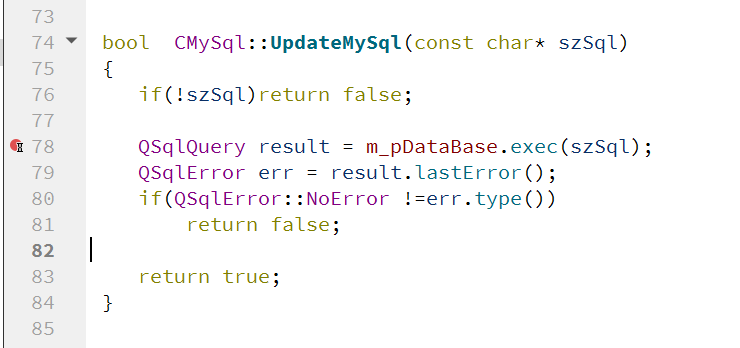 73
74 bool  CMySql::UpdateMySql(const char* szSql)
75 {
76    if(!szSql)return false;
77
78    QSqlQuery result = m_pDataBase.exec(szSql);
79    QSqlError err = result.lastError();
80    if(QSqlError::NoError !=err.type())
81        return false;
82
83    return true;
84 }
85